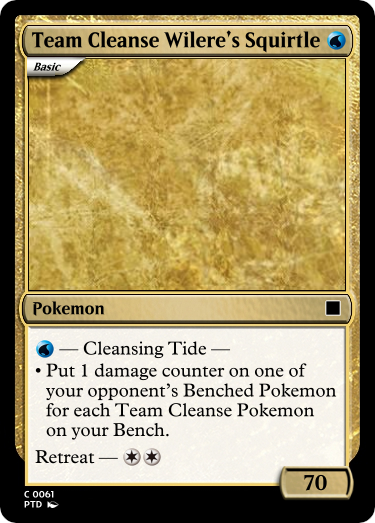 Team Cleanse Wilere's Squirtle
Basic
Pokemon
— Cleansing Tide —
• Put 1 damage counter on one of
your opponent's Benched Pokemon
for each Team Cleanse Pokemon
on your Bench.
Retreat —
70
C 0061
PTD